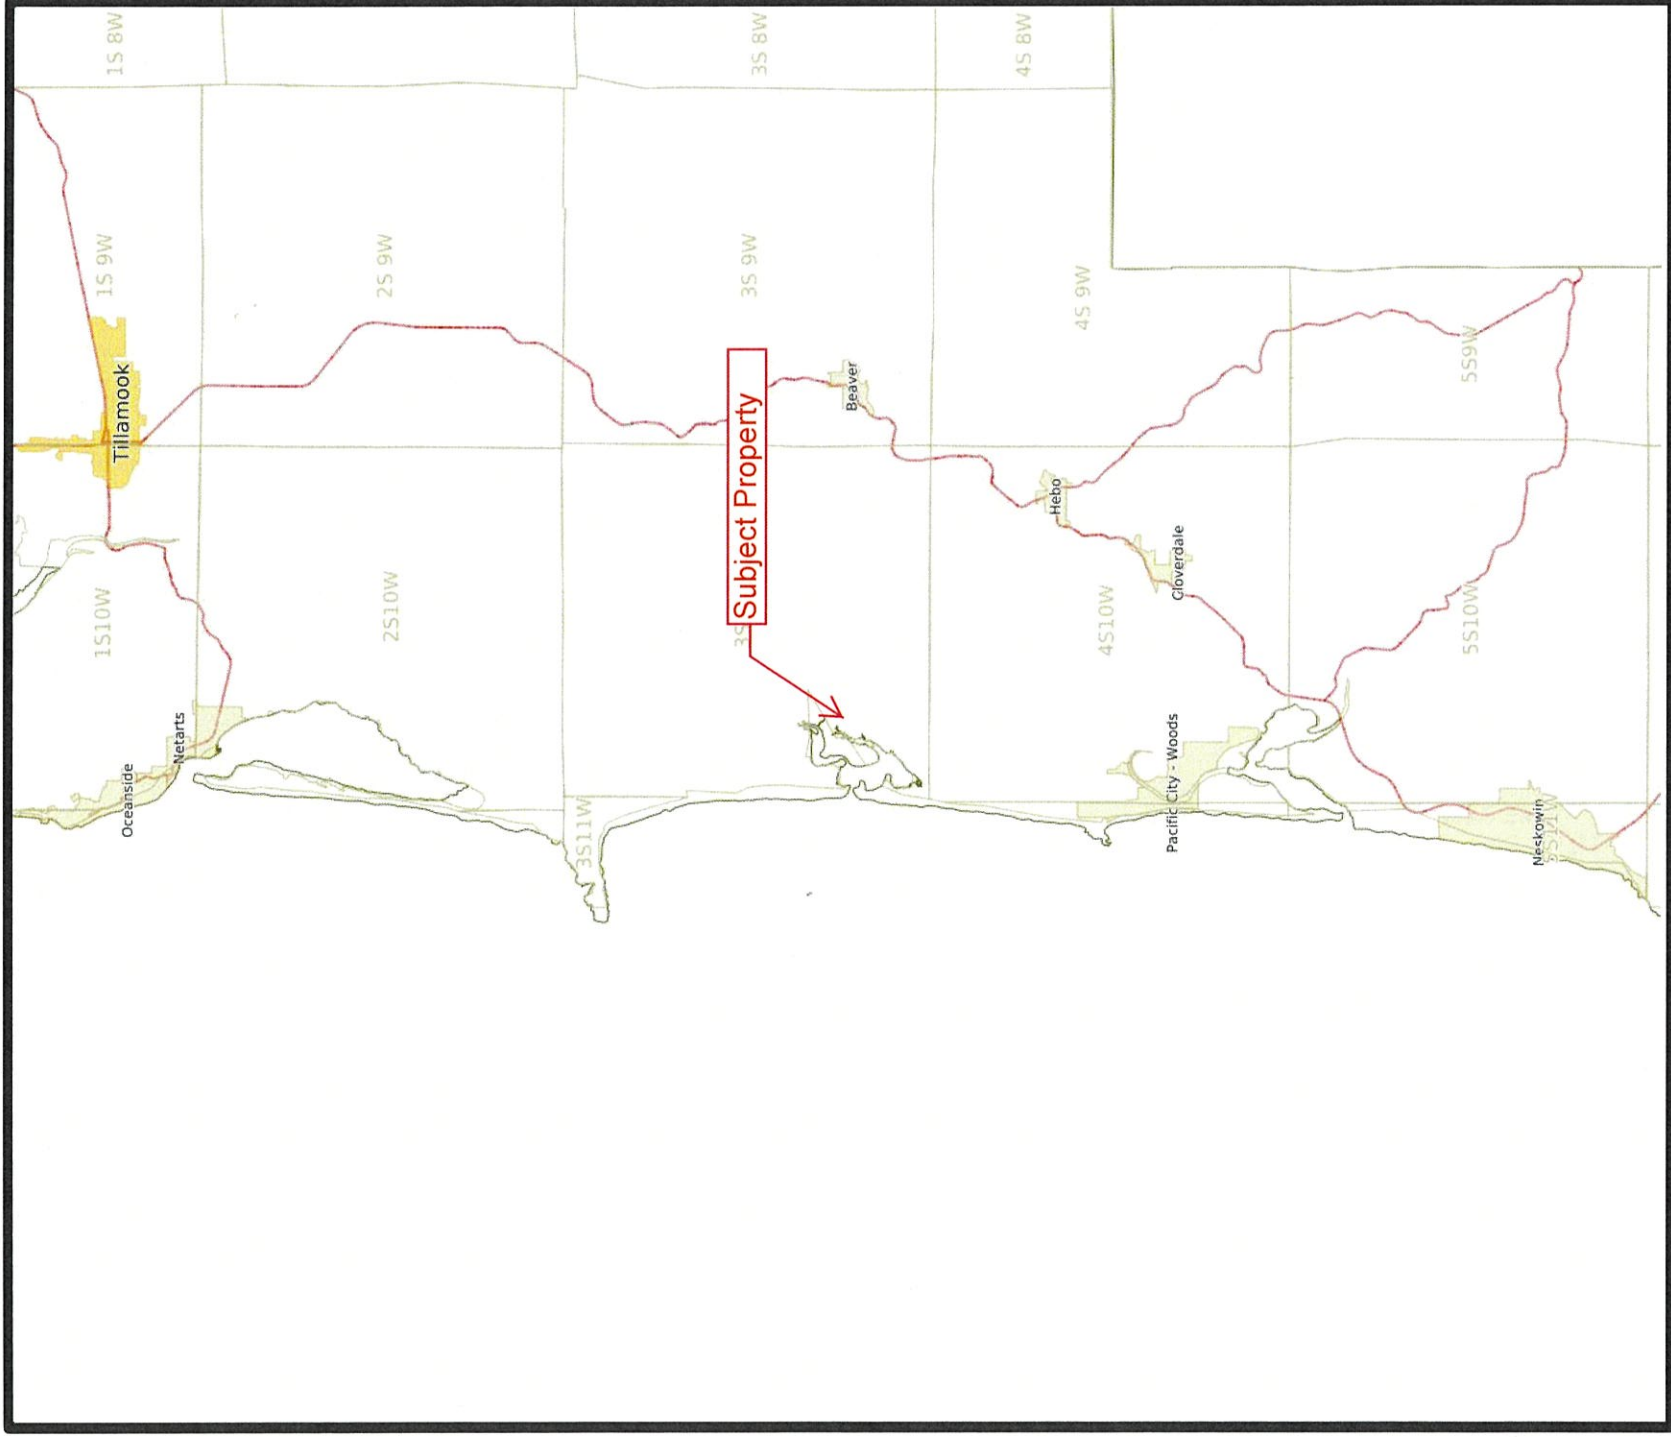 1S 8W
3S 8W
4S 8W
1S 9W
2S 9W
3S 9W
4S 9W
5S9W
Tillamook
Beaver
Subject Property
Hebo
Cloverdale
1S10W
2S10W
3S
4S10W
5S10W
Netarts
Oceanside
3S11W
Pacific City - Woods
Neskowin